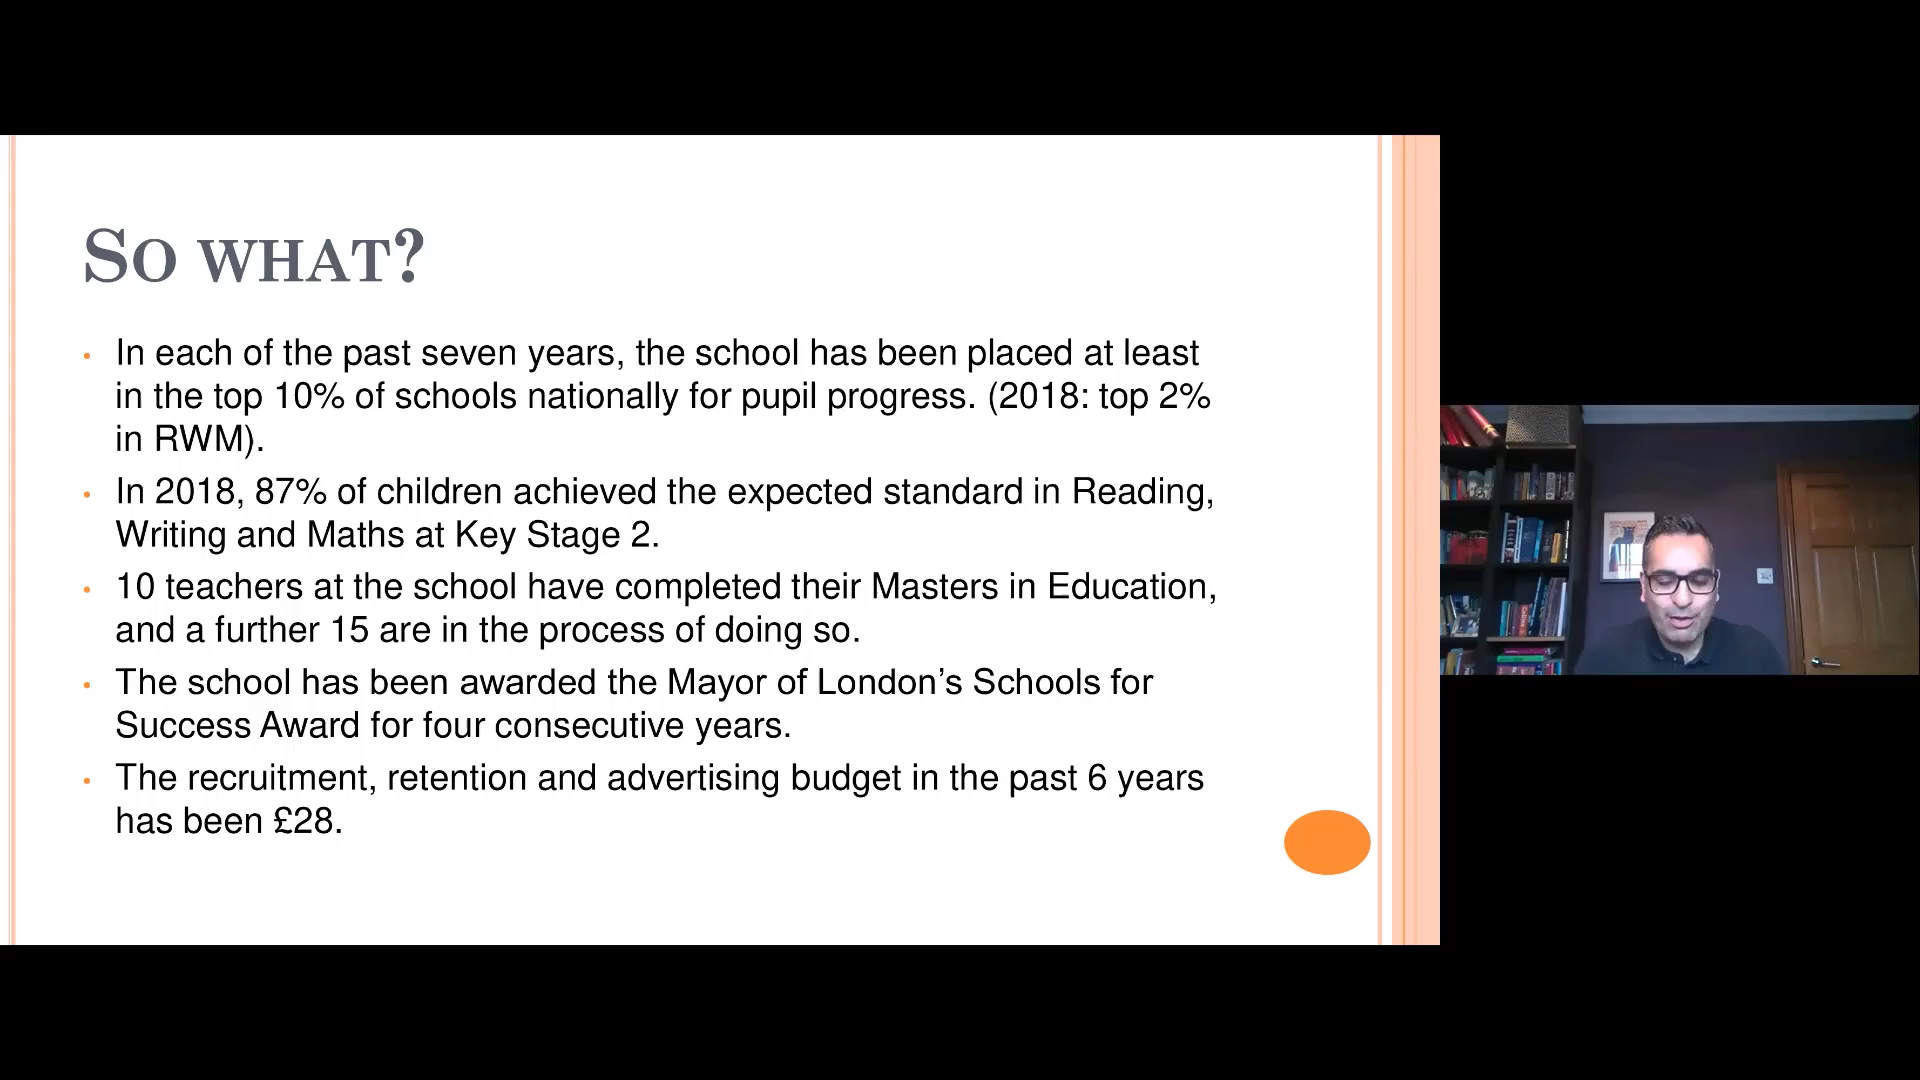 SO WHAT?
• In each of the past seven years, the school has been placed at least
in the top 10% of schools nationally for pupil progress. (2018: top 2%
in RWM).
• In 2018, 87% of children achieved the expected standard in Reading,
Writing and Maths at Key Stage 2.
• 10 teachers at the school have completed their Masters in Education,
and a further 15 are in the process of doing so.
• The school has been awarded the Mayor of London’s Schools for
Success Award for four consecutive years.
• The recruitment, retention and advertising budget in the past 6 years
has been £28.